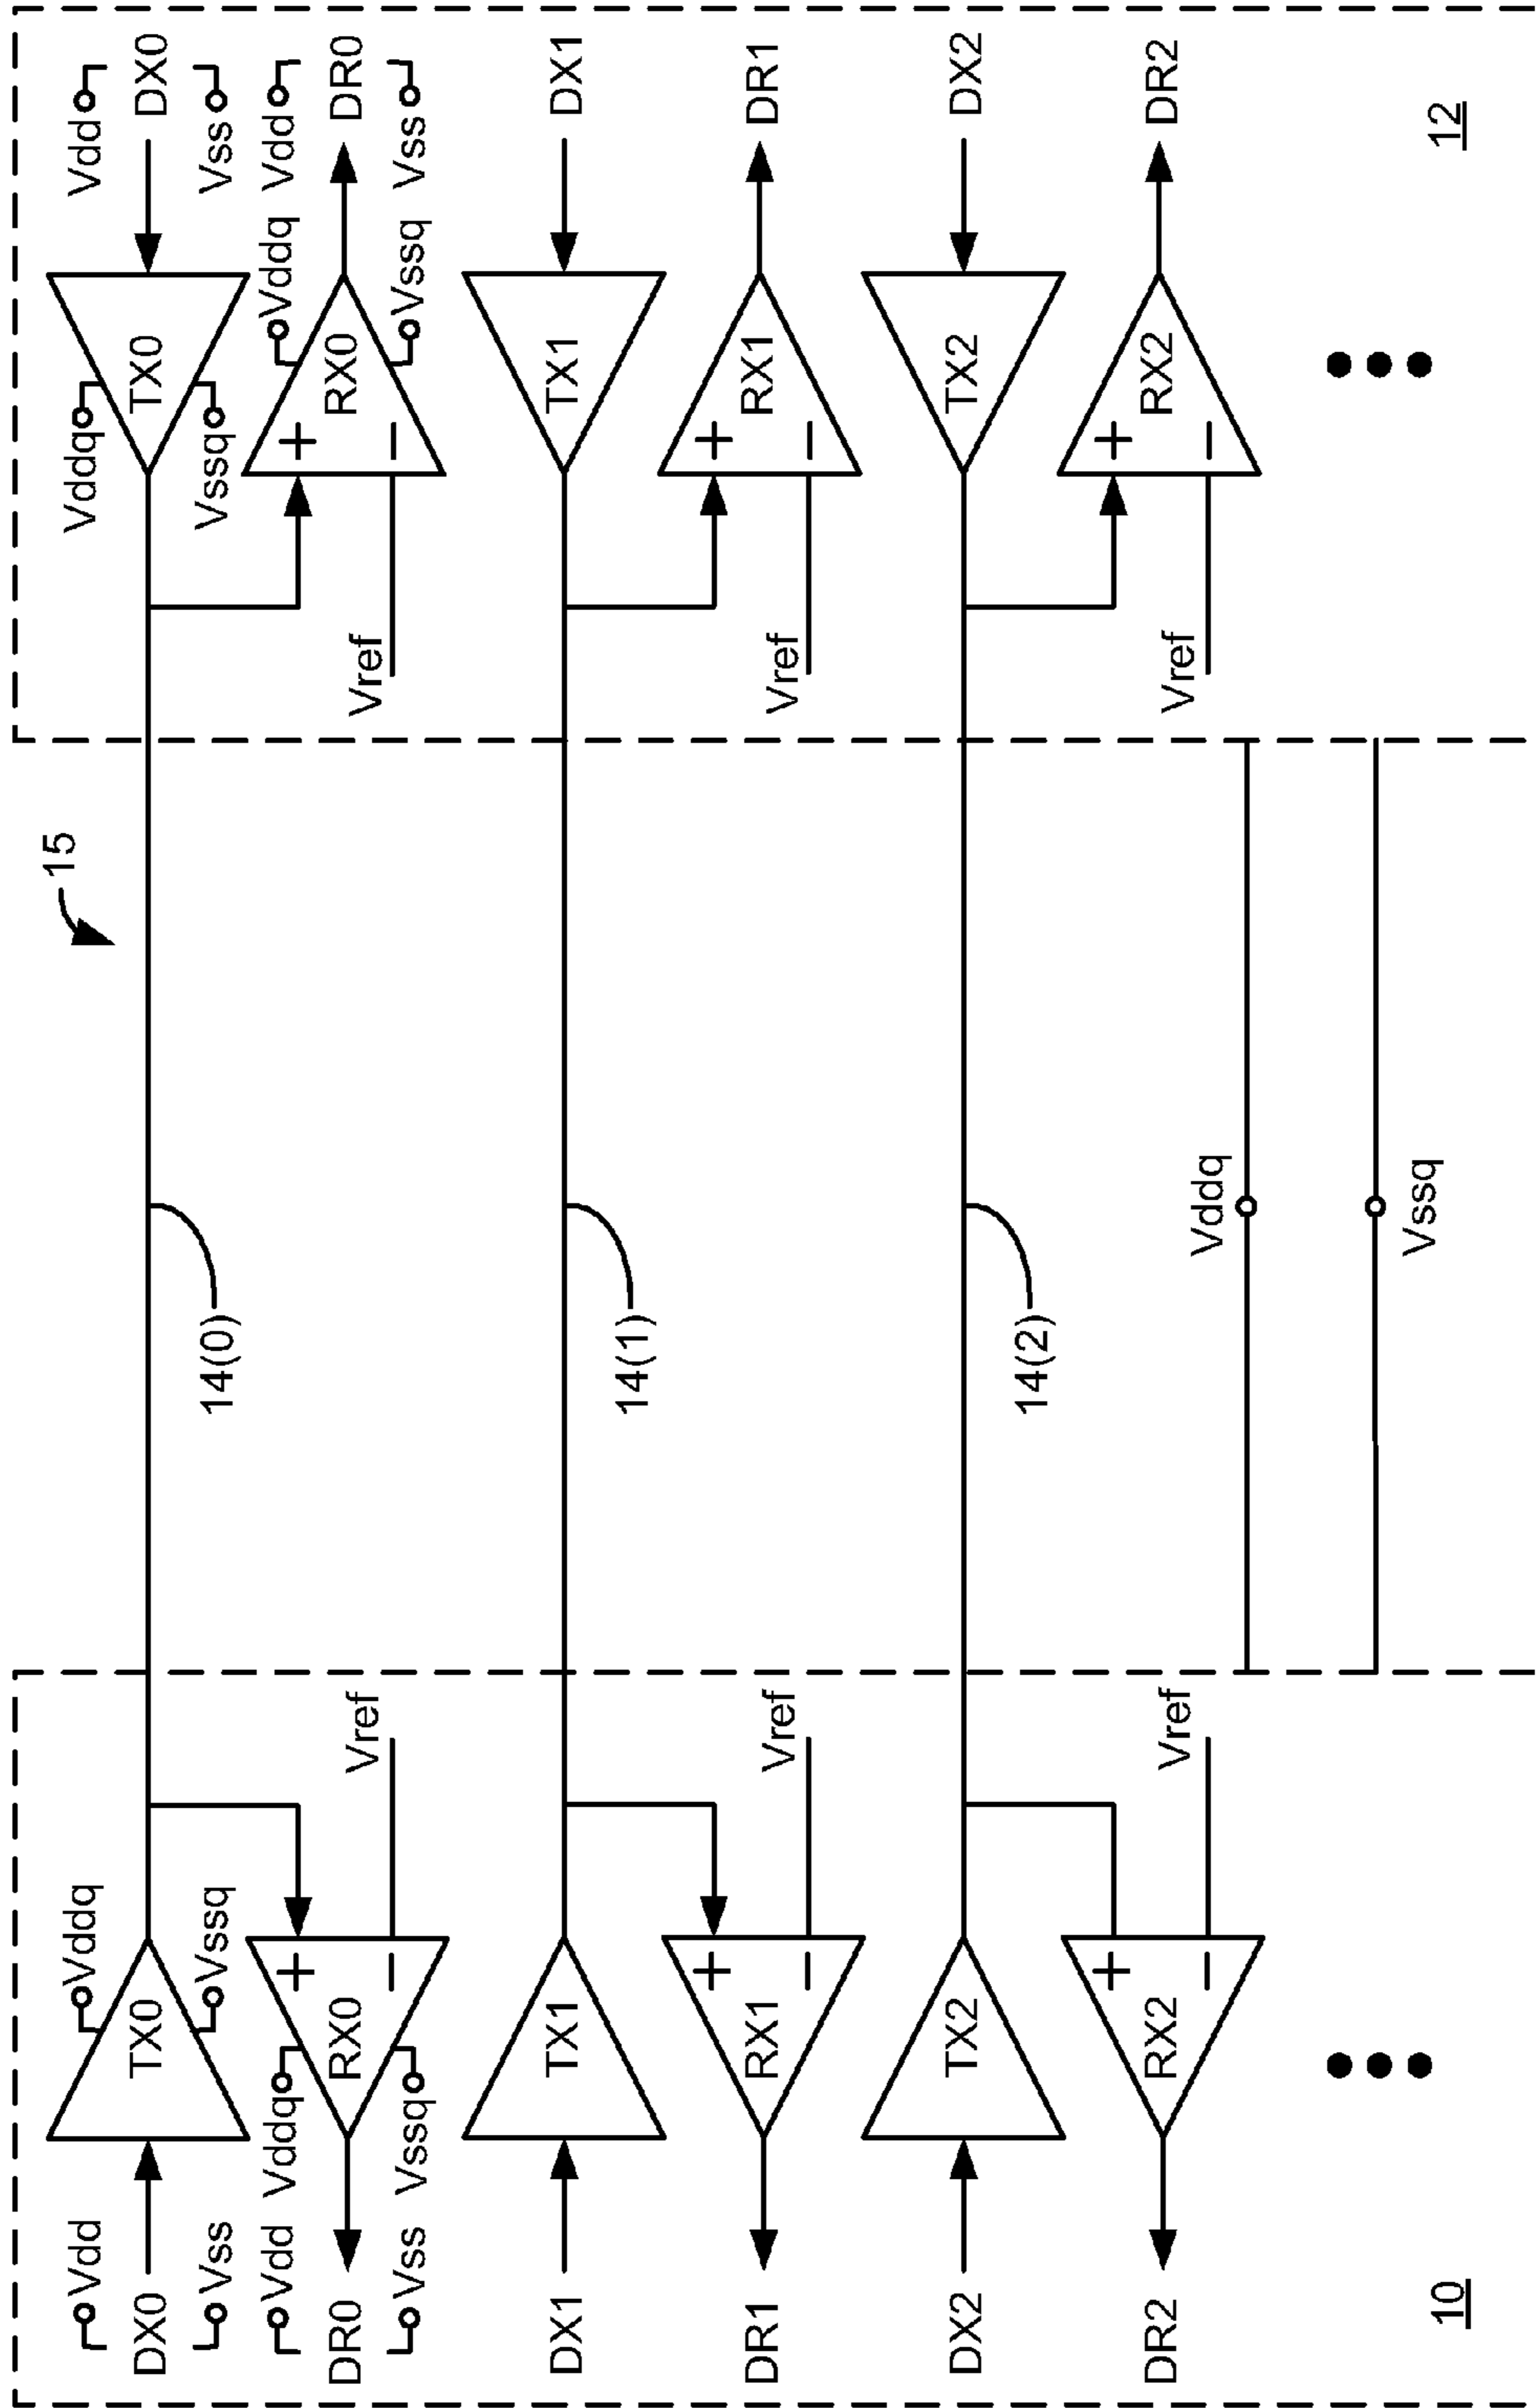 15
Vdd
Vddq
Vddq
Vdd
DX0
TX0
TX0
DX0
Vss
Vssq
14(0)
Vssq
Vss
Vdd
Vddq
Vddq
Vdd
DR0
RX0
+
−
Vref
Vref
+
−
RX0
DR0
Vss
Vssq
Vssq
Vss
DX1
TX1
14(1)
TX1
DX1
DR1
RX1
+
−
Vref
Vref
+
−
RX1
DR1
DX2
TX2
14(2)
TX2
DX2
DR2
RX2
+
−
Vref
Vref
+
−
RX2
DR2
Vddq
Vssq
10
12